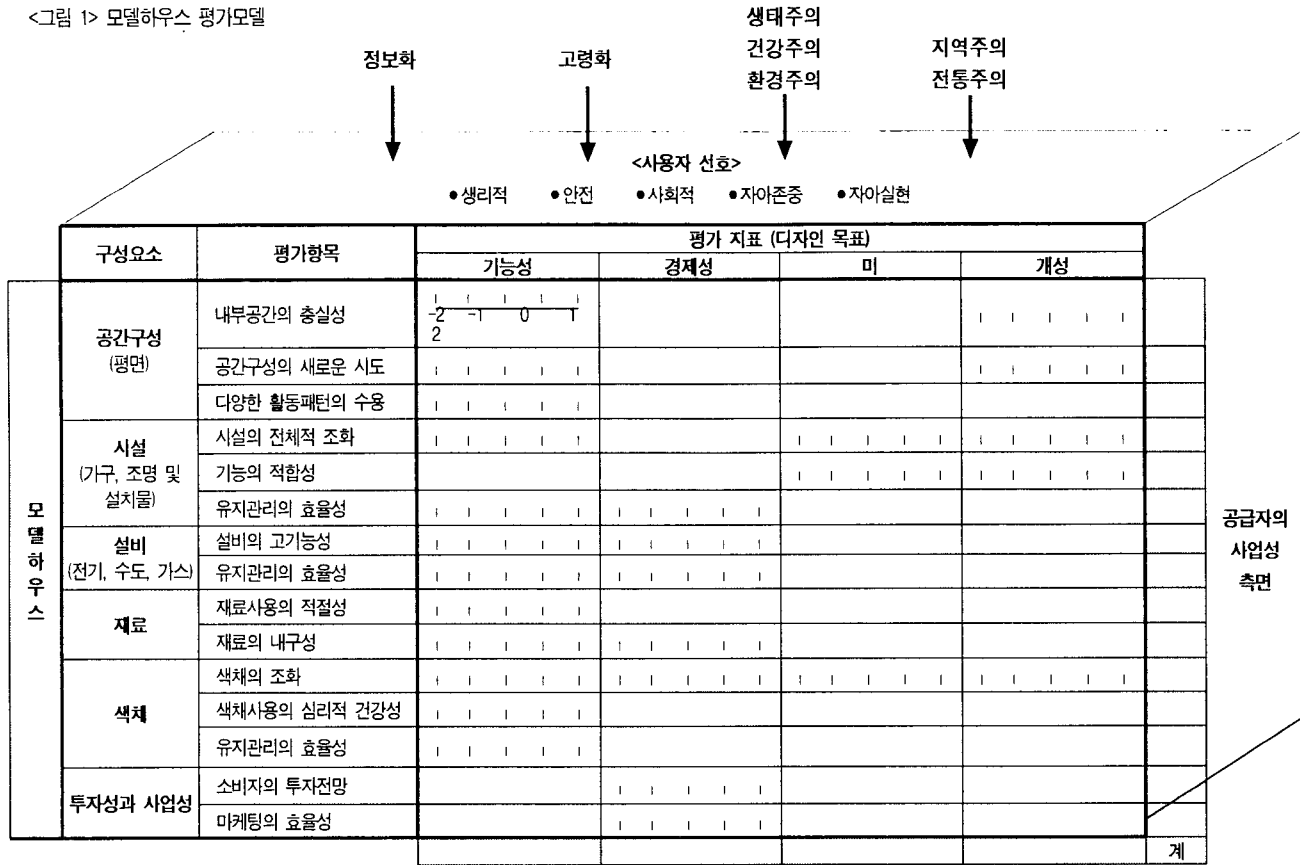 <그림 1> 모델하우스 평가모델
정보화
고령화
생태주의
건강주의
환경주의
지역주의
전통주의
<사용자 선호>
•생리적 •안전 •사회적 •자아존중 •자아실현
구성요소 평가항목 평가 지표 (디자인 목표)
기능성 경제성 미 개성
모델하우스
공간구성
(평면)
내부공간의 충실성
-2 -1 0 1
2
공간구성의 새로운 시도
다양한 활동패턴의 수용
시설
(가구, 조명 및
설치물)
시설의 전체적 조화
기능의 적합성
유지관리의 효율성
설비
(전기, 수도, 가스)
설비의 고기능성
유지관리의 효율성
재료
재료사용의 적절성
재료의 내구성
색채
색채의 조화
색채사용의 심리적 건강성
유지관리의 효율성
투자성과 사업성
소비자의 투자전망
마케팅의 효율성
계
공급자의
사업성
측면